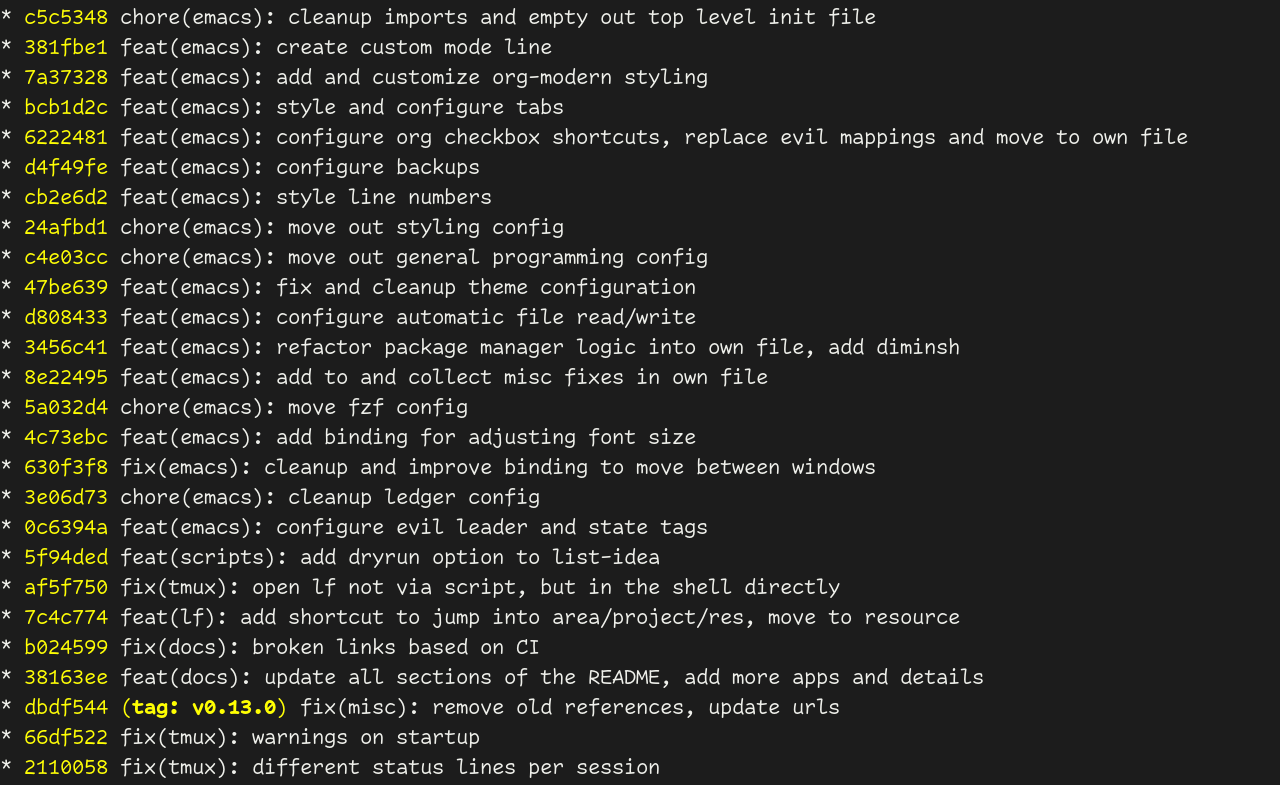 * c5c5348 chore(emacs): cleanup imports and empty out top level init file
* 381fbe1 feat(emacs): create custom mode line
* 7a37328 feat(emacs): add and customize org-modern styling
* bcb1d2c feat(emacs): style and configure tabs
* 6222481 feat(emacs): configure org checkbox shortcuts, replace evil mappings and move to own file
* d4f49fe feat(emacs): configure backups
* cb2e6d2 feat(emacs): style line numbers
* 24afbd1 chore(emacs): move out styling config
* c4e03cc chore(emacs): move out general programming config
* 47be639 feat(emacs): fix and cleanup theme configuration
* d808433 feat(emacs): configure automatic file read/write
* 3456c41 feat(emacs): refactor package manager logic into own file, add diminsh
* 8e22495 feat(emacs): add to and collect misc fixes in own file
* 5a032d4 chore(emacs): move fzf config
* 4c73ebc feat(emacs): add binding for adjusting font size
* 630f3f8 fix(emacs): cleanup and improve binding to move between windows
* 3e06d73 chore(emacs): cleanup ledger config
* 0c6394a feat(emacs): configure evil leader and state tags
* 5f94ded feat(scripts): add dryrun option to list-idea
* af5f750 fix(tmux): open lf not via script, but in the shell directly
* 7c4c774 feat(lf): add shortcut to jump into area/project/res, move to resource
* b024599 fix(docs): broken links based on CI
* 38163ee feat(docs): update all sections of the README, add more apps and details
* dbdf544 (tag: v0.13.0) fix(misc): remove old references, update urls
* 66df522 fix(tmux): warnings on startup
* 2110058 fix(tmux): different status lines per session